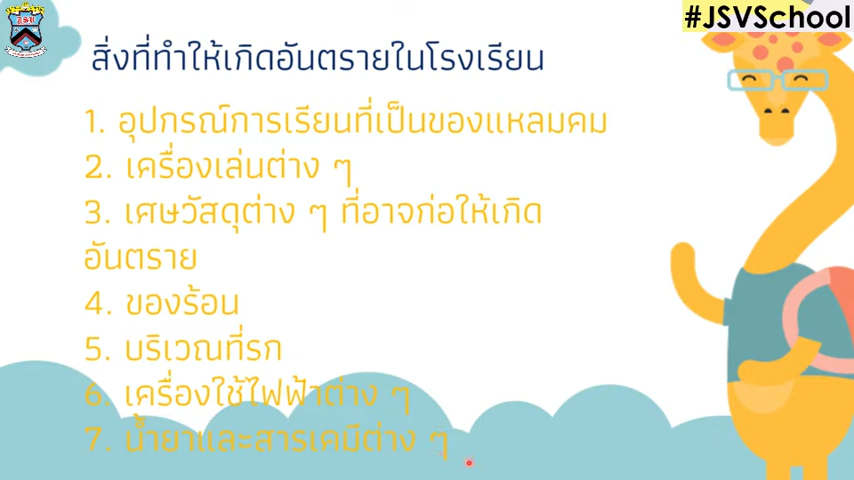 #JSVSchool
JSV
สิ่งที่ทำให้เกิดอันตรายในโรงเรียน
1. อุปกรณ์การเรียนที่เป็นของแหลมคม
2. เครื่องเล่นต่าง ๆ
3. เศษวัสดุต่าง ๆ ที่อาจก่อให้เกิด
อันตราย
4. ของร้อน
5. บริเวณที่รก
6. เครื่องใช้ไฟฟ้าต่าง ๆ
7. น้ำยาและสารเคมีต่าง ๆ